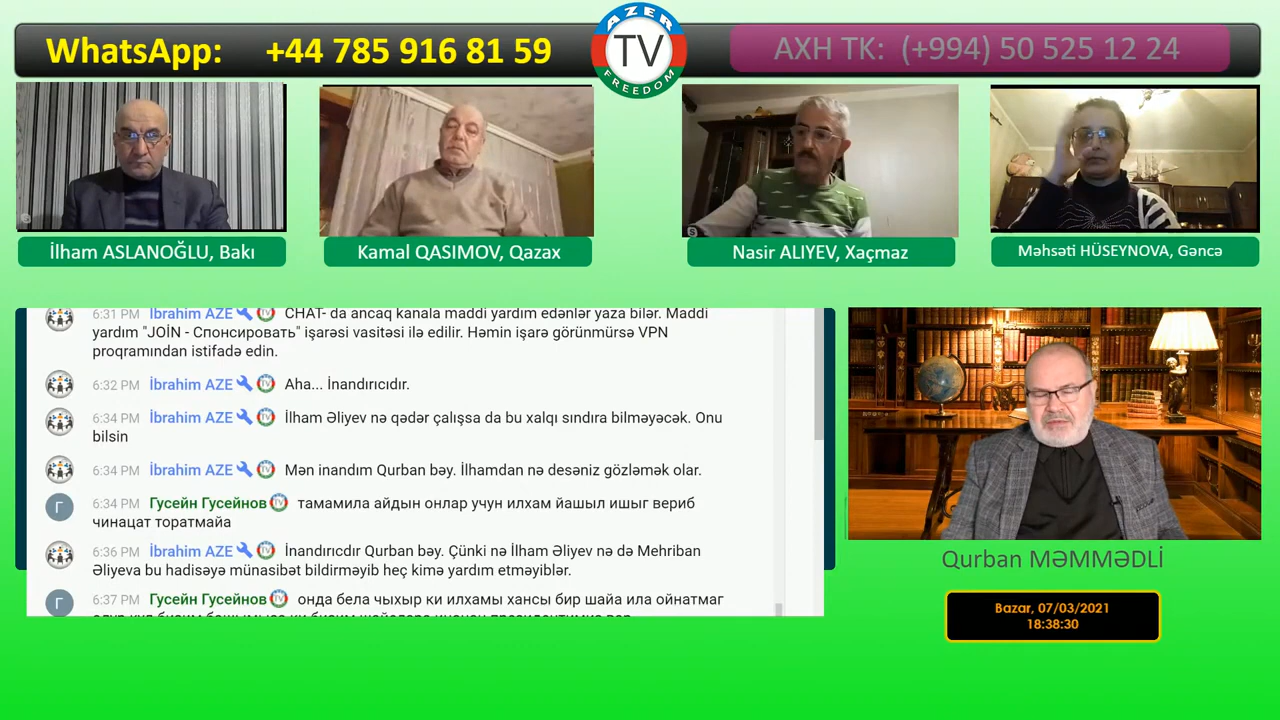 WhatsApp: +44 785 916 81 59
AZER
TV
FREEDOM
AXH TK: (+994) 50 525 12 24
İlham ASLANOĞLU, Bakı
Kamal QASIMOV, Qazax
Nasir ALIYEV, Xaçmaz
Məhsəti HÜSEYNOVA, Gəncə
6:31 PM İbrahim AZE TV CHAT- da ancaq kanala maddi yardım edənlər yaza bilər. Maddi
yardım "JOİN - Спонсировать" işarəsi vasitəsi ilə edilir. Həmin işarə görünmürsə VPN
proqramından istifadə edin.
6:32 PM İbrahim AZE TV Aha... İnandırıcıdır.
6:34 PM İbrahim AZE TV İlham Əliyev nə qədər çalışsa da bu xalqı sındıra bilməyəcək. Onu
bilsin
6:34 PM İbrahim AZE TV Mən inandım Qurban bəy. İlhamdan nə desəniz gözləmək olar.
Г 6:34 PM Гусейн Гусейнов TV тамамила айдын онлар учун илхам йашыл ишыг вериб
чинацат торатмайа
6:36 PM İbrahim AZE TV İnandırıcdır Qurban bəy. Çünki nə İlham Əliyev nə də Mehriban
Əliyeva bu hadisəyə münasibət bildirməyib heç kimə yardım etməyiblər.
Г 6:37 PM Гусейн Гусейнов TV онда бела чыхыр ки илхамы хансы бир шайа ила ойнатмаг
Qurban MƏMMƏDLİ
Bazar, 07/03/2021
18:38:30